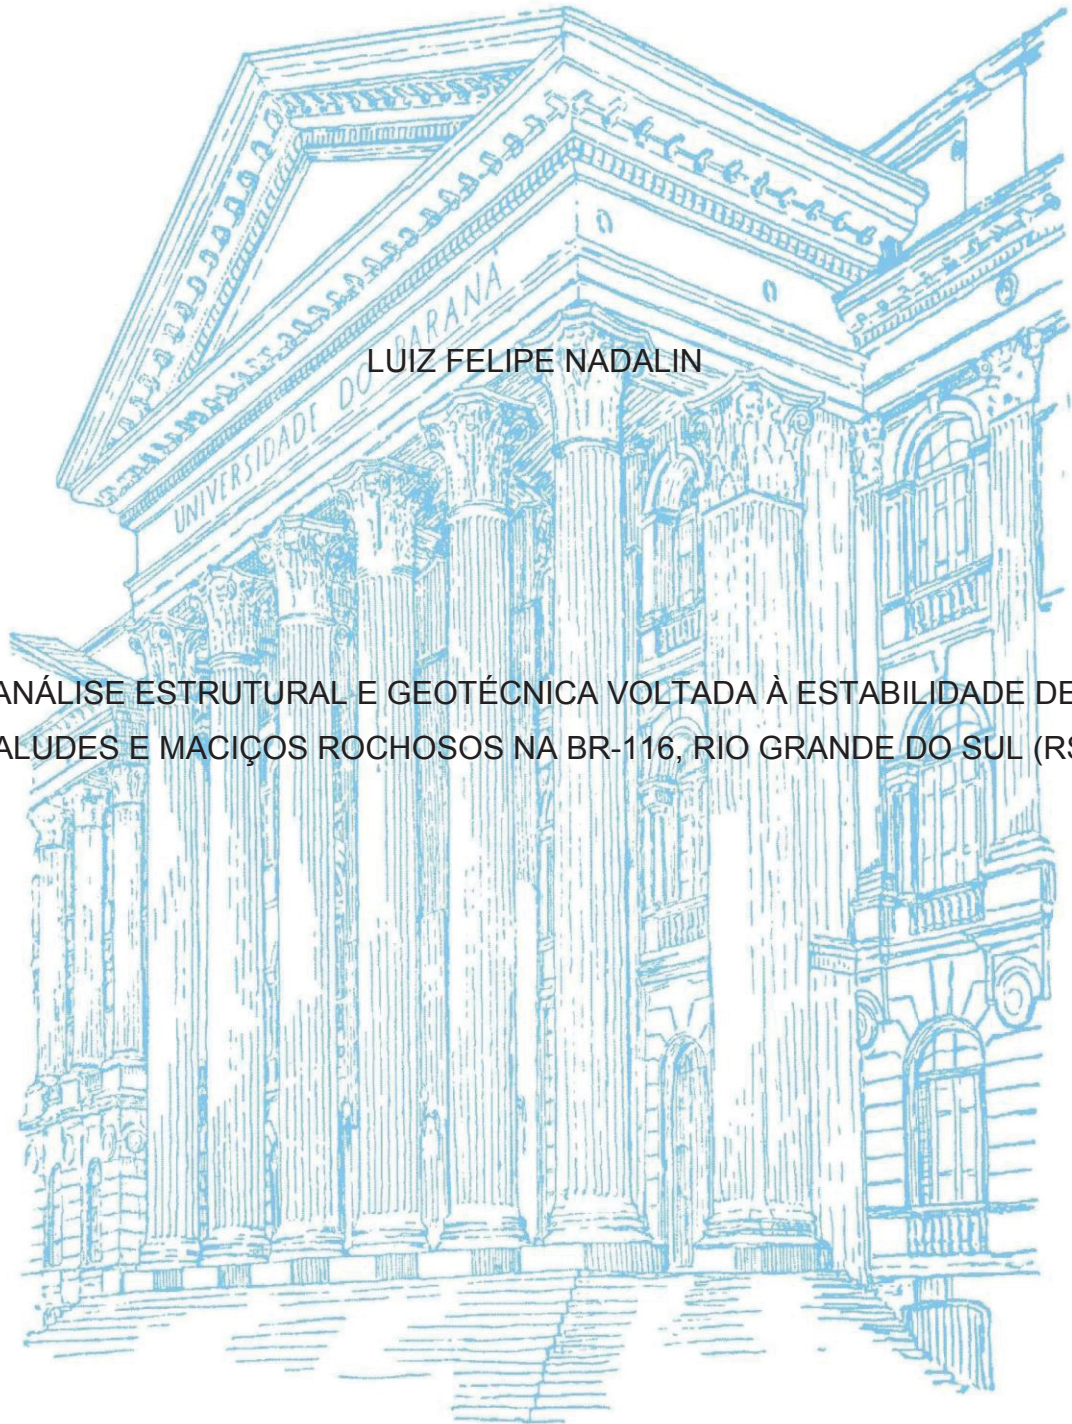 UNIVERSIDADE DO PARANÁ
LUIZ FELIPE NADALIN
ANÁLISE ESTRUTURAL E GEOTÉCNICA VOLTADA À ESTABILIDADE DE
ALUDES E MACIÇOS ROCHOSOS NA BR-116, RIO GRANDE DO SUL (RS